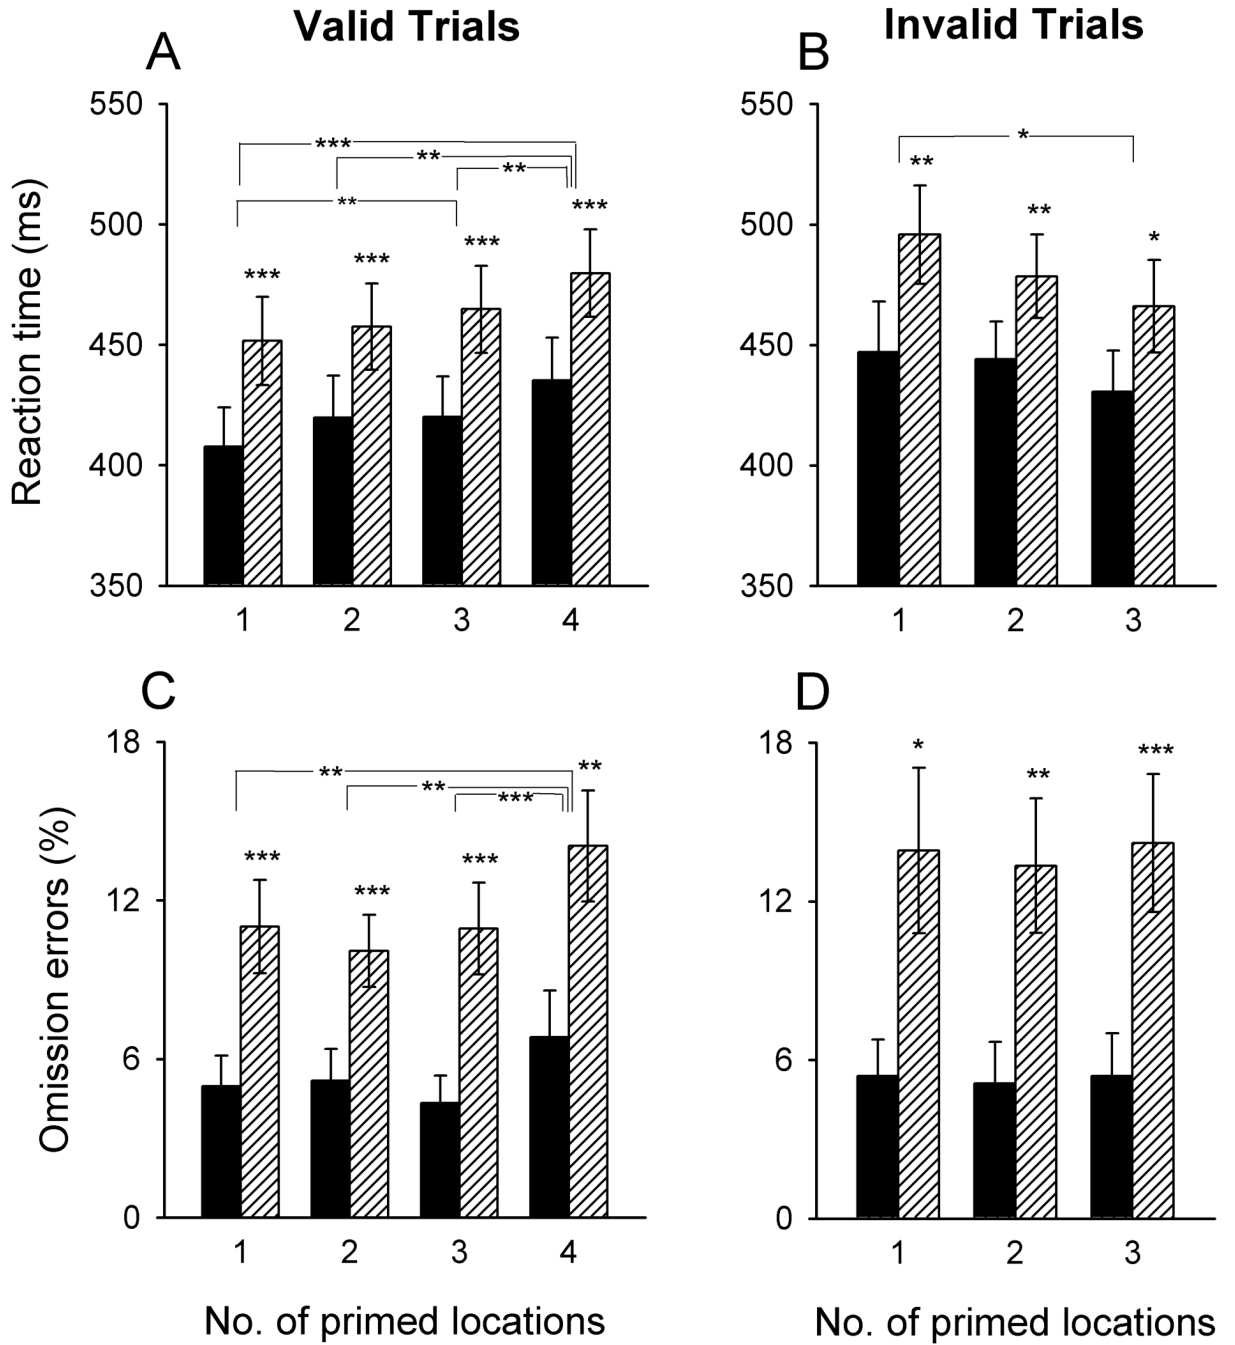 Valid Trials
Invalid Trials
A
B
Reaction time (ms)
550
500
450
400
350
***
**
**
**
***
***
***
***
1 2 3 4
550
500
450
400
350
*
**
**
*
1 2 3
C
D
Omission errors (%)
18
12
6
0
**
**
***
***
***
***
**
1 2 3 4
No. of primed locations
18
12
6
0
*
**
***
1 2 3
No. of primed locations